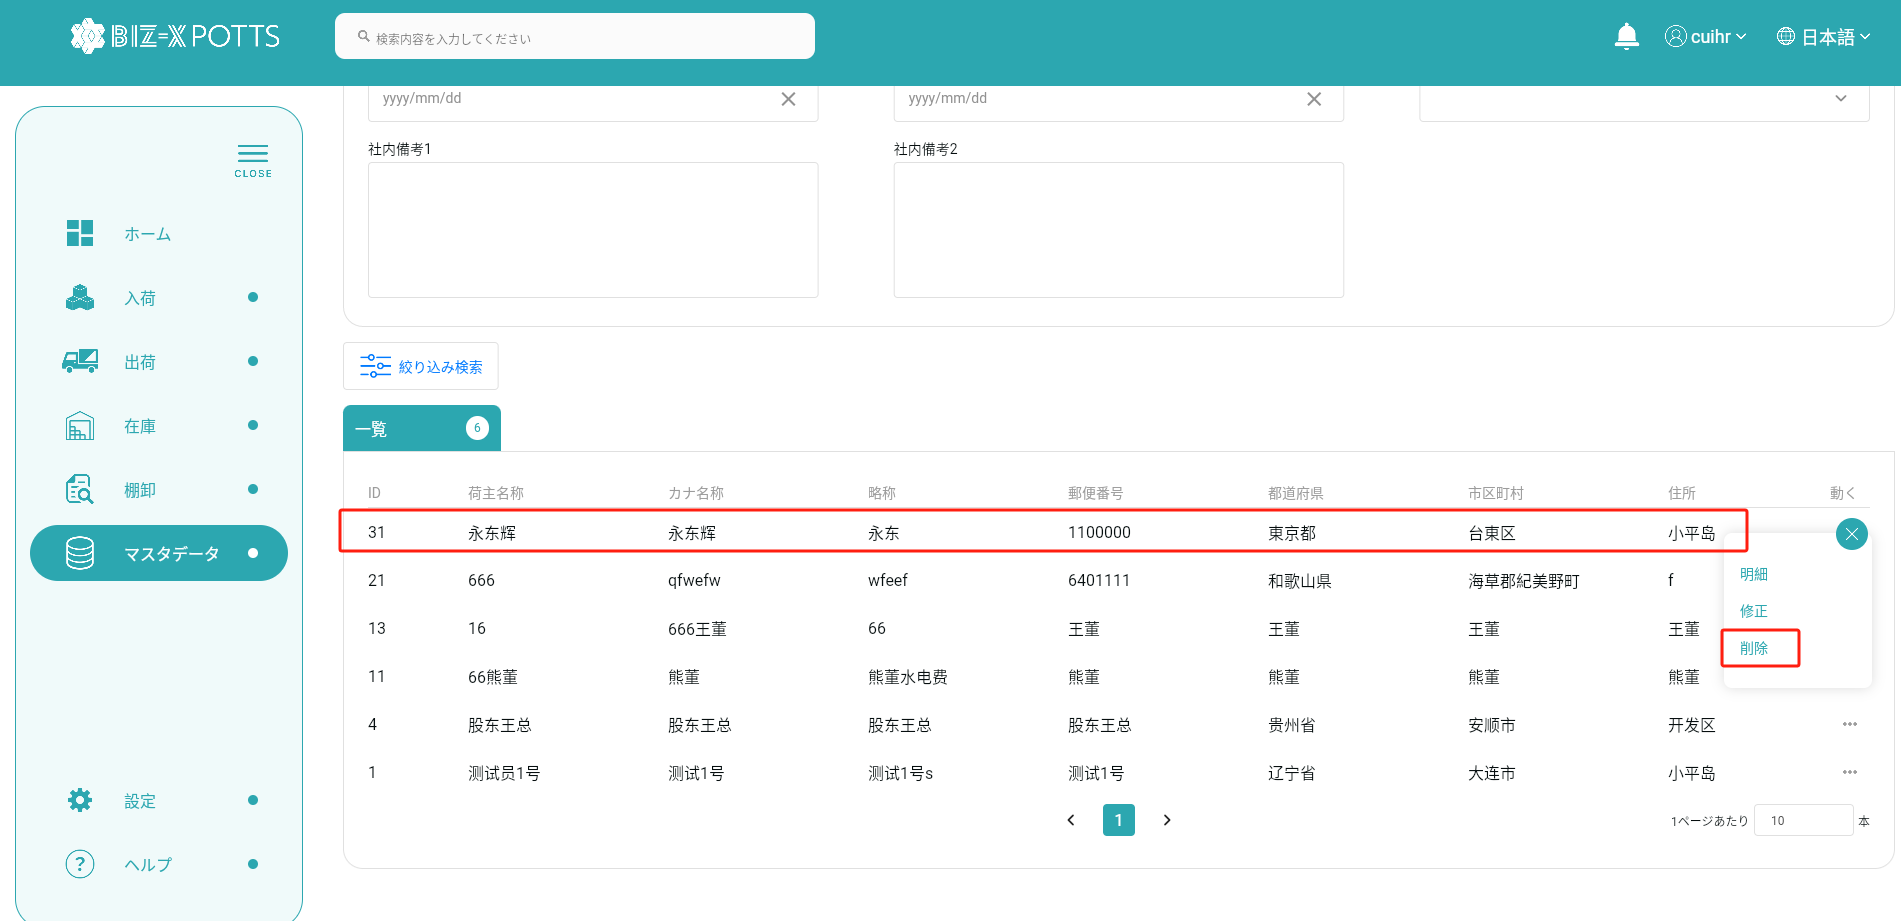 BIZ-X POTTS
検索内容を入力してください
cuihr
日本語
CLOSE
ホーム
入荷
出荷
在庫
棚卸
マスタデータ
設定
ヘルプ
yyyy/mm/dd yyyy/mm/dd
社内備考1 社内備考2
絞り込み検索
一覧 6
ID 荷主名称 カナ名称 略称 郵便番号 都道府県 市区町村 住所 動く
31 永东辉 永东辉 永东 1100000 東京都 台東区 小平岛
21 666 qfwefw wfeef 6401111 和歌山県 海草郡紀美野町 f
13 16 666王董 66 王董 王董 王董 王董
11 66熊董 熊董 熊董水电费 熊董 熊董 熊董 熊董
4 股东王总 股东王总 股东王总 股东王总 贵州省 安顺市 开发区 ...
1 测试员1号 测试1号 测试1号s 测试1号 辽宁省 大连市 小平岛 ...
明細
修正
削除
1
1ページあたり 10 本